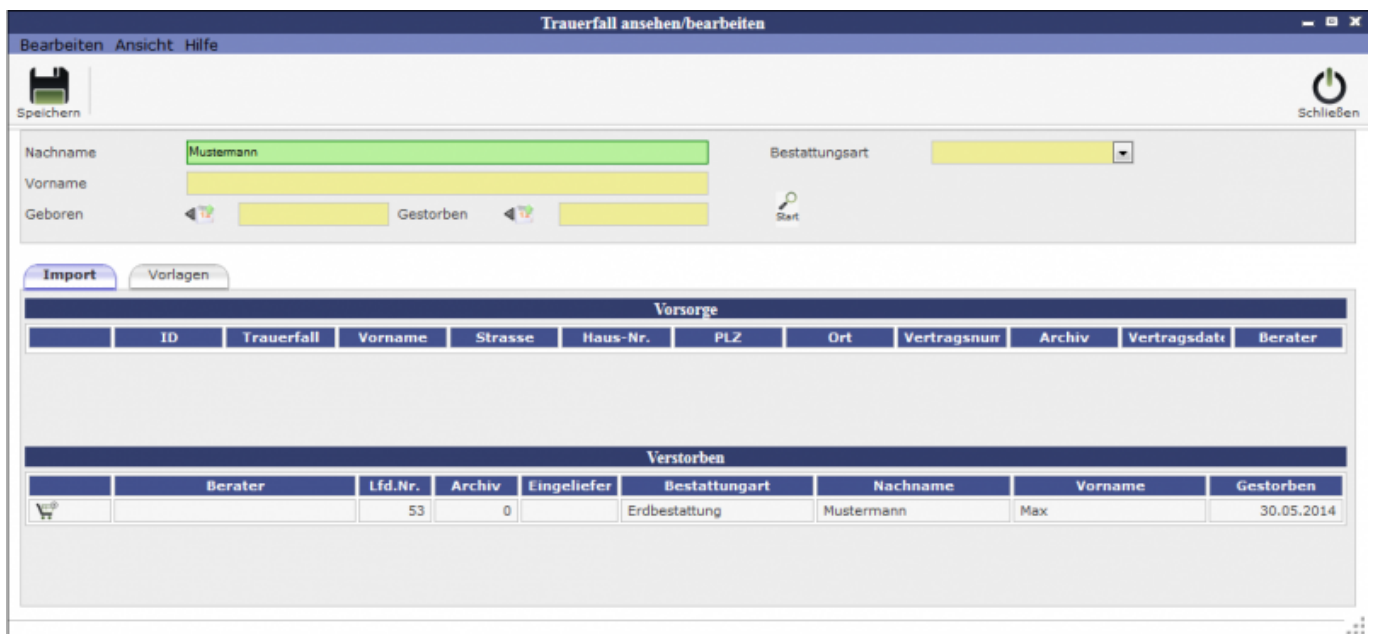 Trauerfall ansehen/bearbeiten
Bearbeiten Ansicht Hilfe
Speichern Schließen
Nachname Mustermann Bestattungsart
Vorname
Geboren Gestorben Start
Import Vorlagen
Vorsorge
ID Trauerfall Vorname Strasse Haus-Nr. PLZ Ort Vertragsnum Archiv Vertragsdate Berater
Verstorben
Berater Lfd.Nr. Archiv Eingeliefer Bestattungart Nachname Vorname Gestorben
53 0 Erdbestattung Mustermann Max 30.05.2014